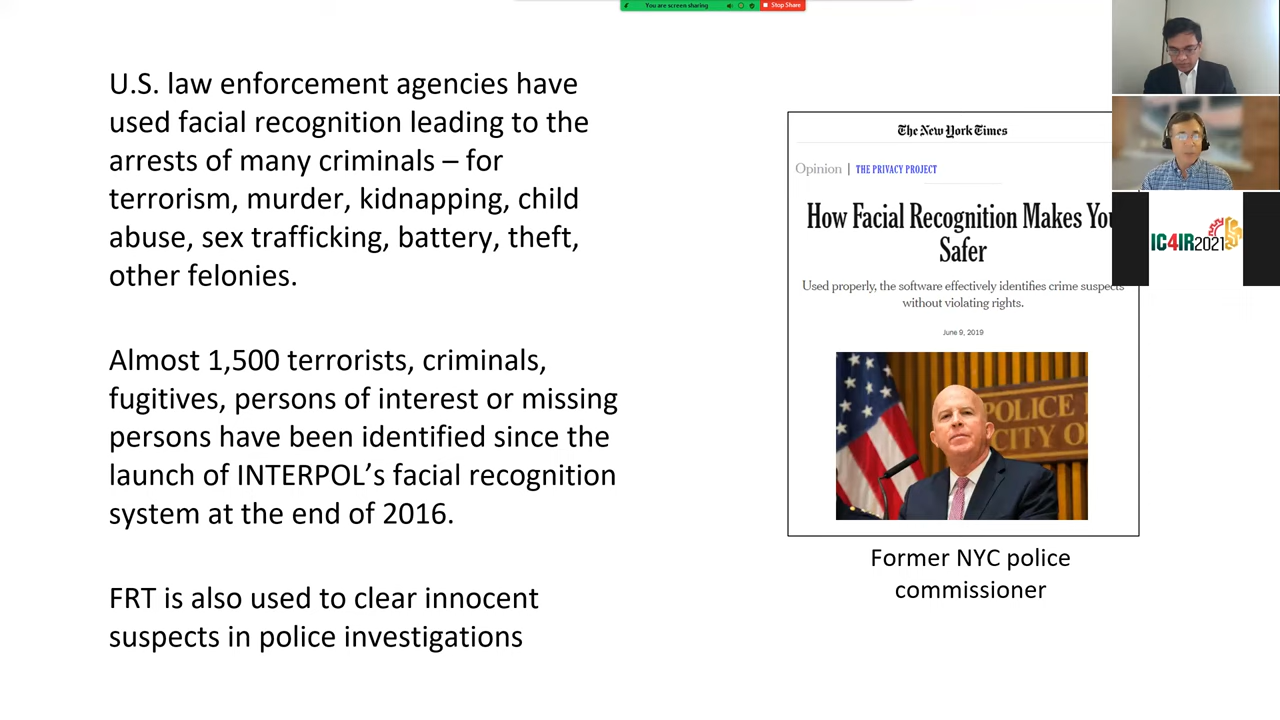 You are screen sharing
Stop Share
U.S. law enforcement agencies have
used facial recognition leading to the
arrests of many criminals – for
terrorism, murder, kidnapping, child
abuse, sex trafficking, battery, theft,
other felonies.
Almost 1,500 terrorists, criminals,
fugitives, persons of interest or missing
persons have been identified since the
launch of INTERPOL’s facial recognition
system at the end of 2016.
FRT is also used to clear innocent
suspects in police investigations
The New York Times
Opinion | THE PRIVACY PROJECT
How Facial Recognition Makes You
Safer
Used properly, the software effectively identifies crime suspects
without violating rights.
June 9, 2019
POLICE
CITY O
Former NYC police
commissioner
IC4IR2021